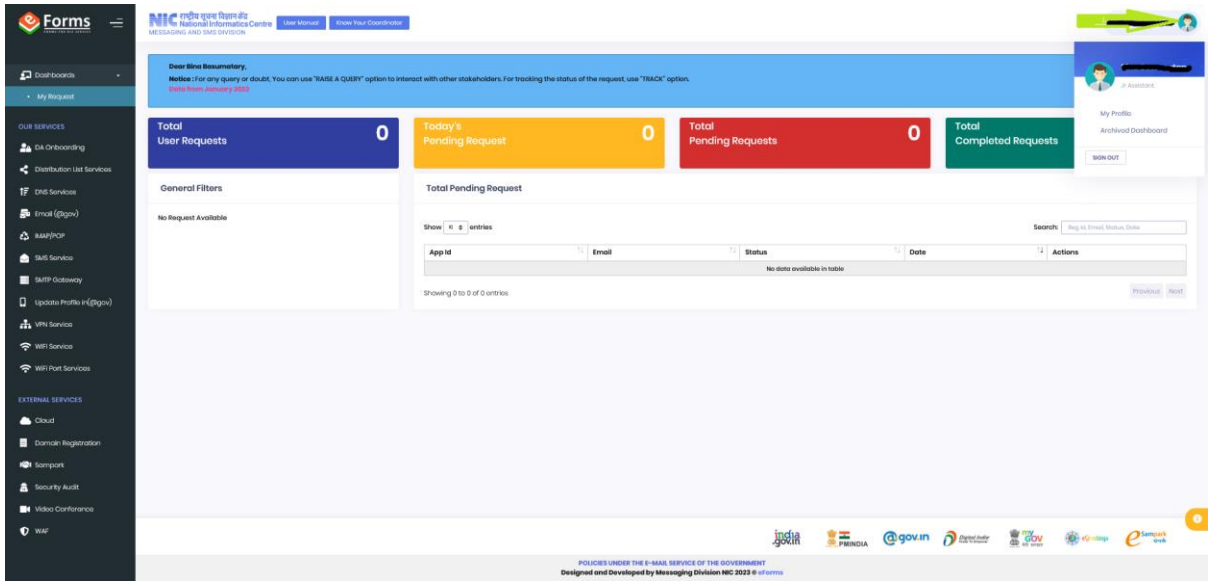 eForms
राष्ट्रीय सूचना विज्ञान केंद्र
NIC National Informatics Centre
MESSAGING AND SMS DIVISION
User Manual
Know Your Coordinator
Dear Bina Basumatary,
Notice : For any query or doubt, You can use "RAISE A QUERY" option to interact with other stakeholders. For tracking the status of the request, use "TRACK" option.
Data from January 2023
Jr Assistant
My Profile
Archived Dashboard
SIGN OUT
Dashboards
My Request
OUR SERVICES
DA Onboarding
Distribution List Services
DNS Services
Email (@gov)
IMAP/POP
SMS Service
SMTP Gateway
Update Profile in(@gov)
VPN Service
WiFi Service
WiFi Port Services
EXTERNAL SERVICES
Cloud
Domain Registration
Sampark
Security Audit
Video Conference
WAF
Total
User Requests
0
Today's
Pending Request
0
Total
Pending Requests
0
Total
Completed Requests
General Filters
No Request Available
Total Pending Request
Show 10 entries
Search: Reg Id, Email, Status, Date
App Id Email Status Date Actions
No data available in table
Showing 0 to 0 of 0 entries
Previous Next
india
.gov.in
PMINDIA
@gov.in
Digital India
my
GOV
eSampark
POLICIES UNDER THE E-MAIL SERVICE OF THE GOVERNMENT
Designed and Developed by Messaging Division NIC 2023 © eForms